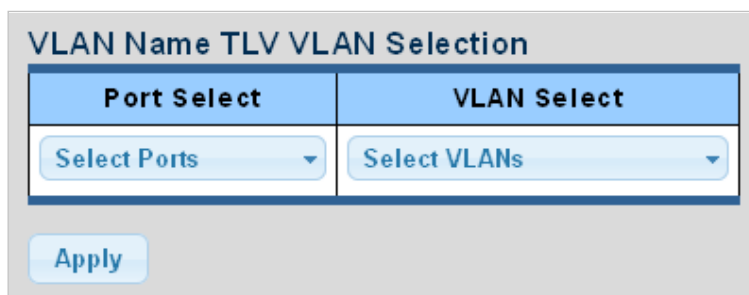 VLAN Name TLV VLAN Selection
Port Select VLAN Select
Select Ports Select VLANs
Apply